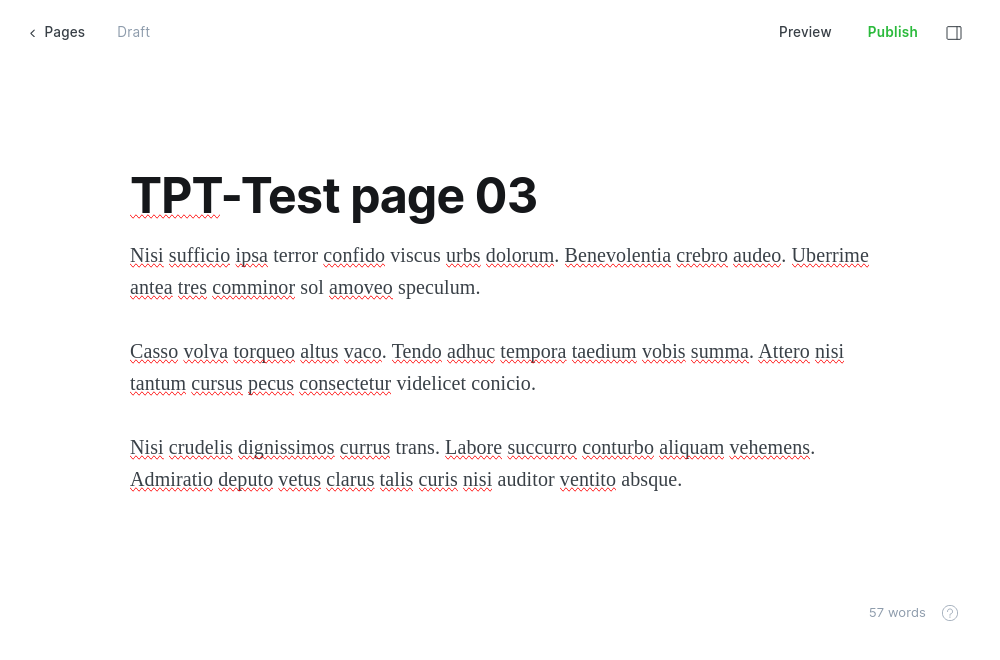 Pages Draft Preview Publish
TPT-Test page 03
Nisi sufficio ipsa terror confido viscus urbs dolorum. Benevolentia crebro audeo. Uberrime
antea tres comminor sol amoveo speculum.
Casso volva torqueo altus vaco. Tendo adhuc tempora taedium vobis summa. Attero nisi
tantum cursus pecus consectetur videlicet conicio.
Nisi crudelis dignissimos currus trans. Labore succurro conturbo aliquam vehemens.
Admiratio deputo vetus clarus talis curis nisi auditor ventito absque.
57 words ?